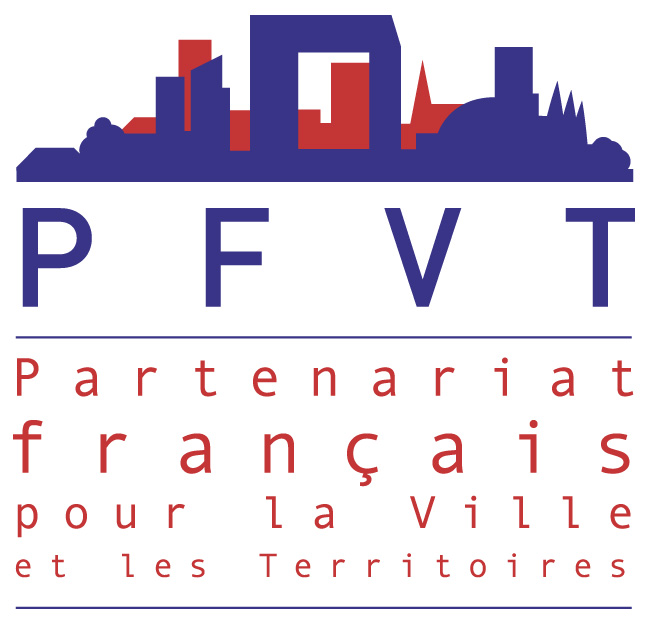 PFVT
Partenariat
français
pour la Ville
et les Territoires